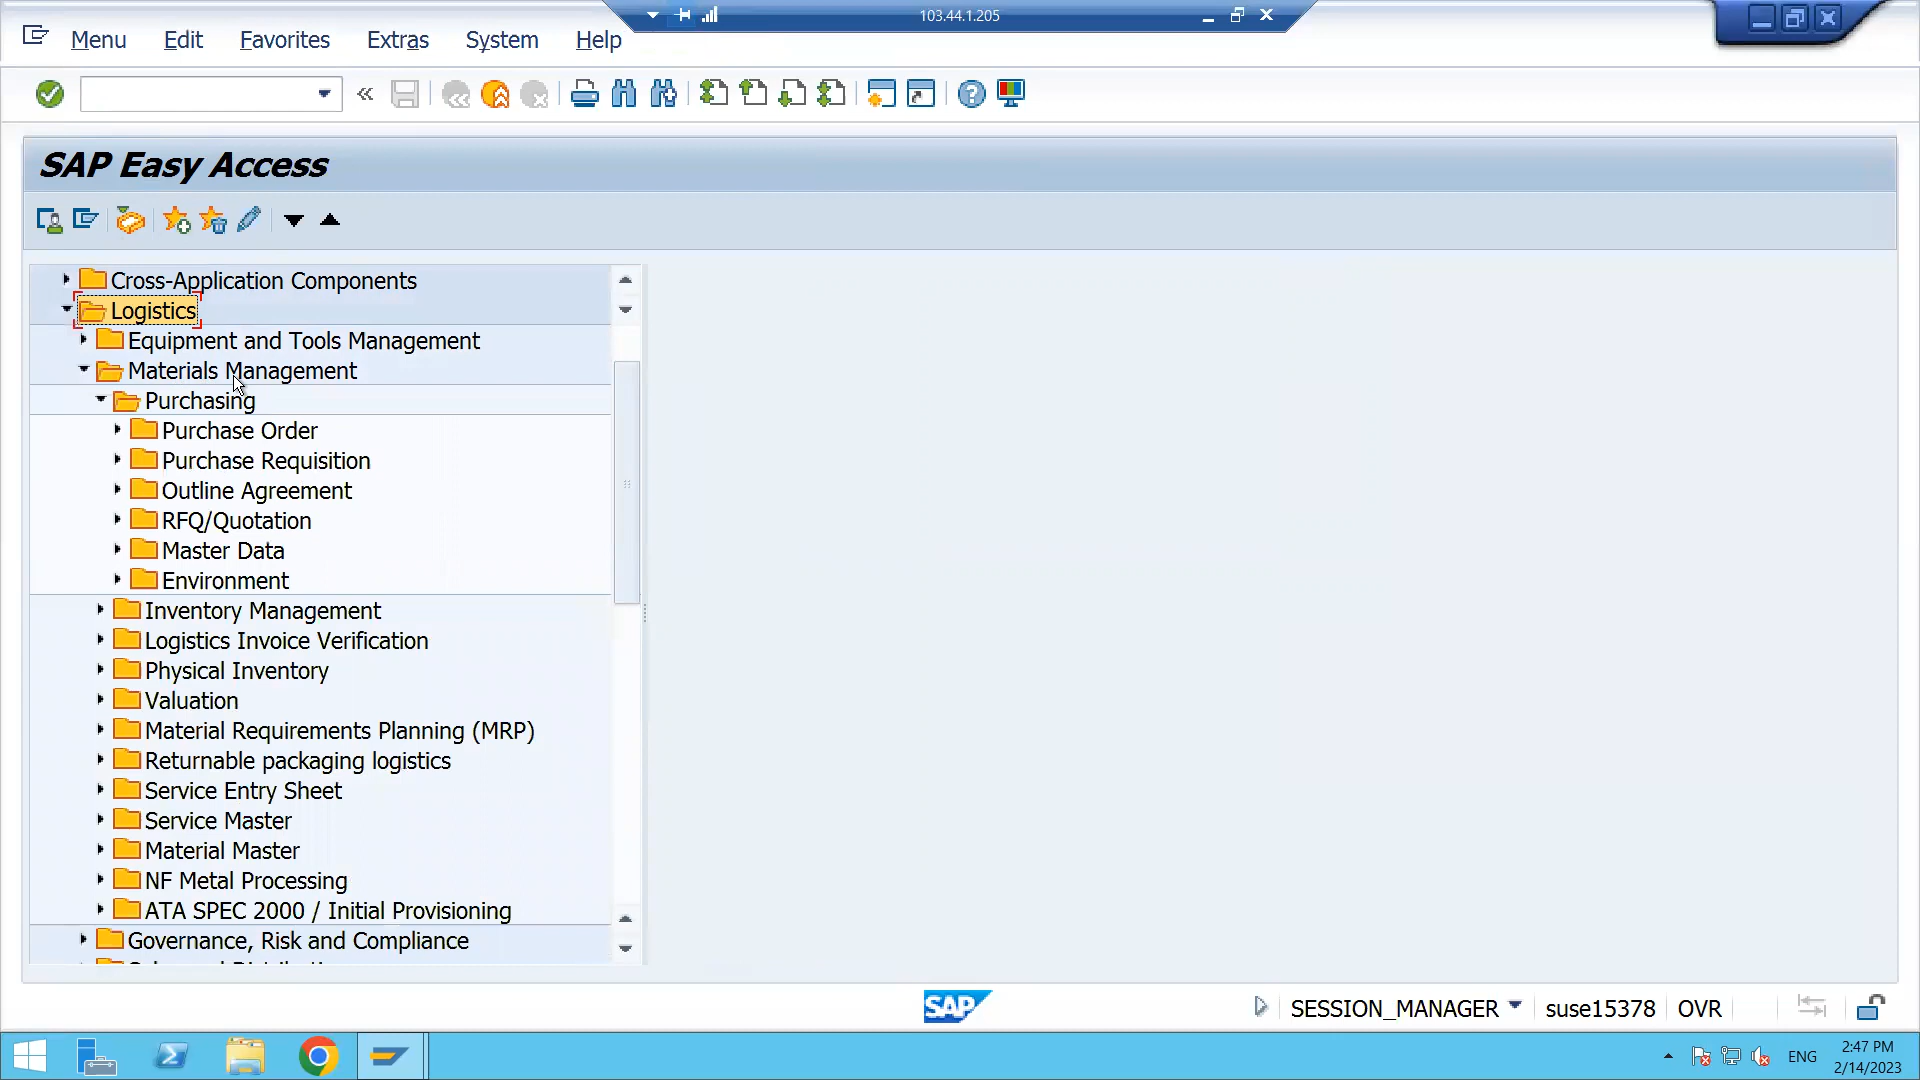 103.44.1.205
Menu Edit Favorites Extras System Help
SAP Easy Access
Cross-Application Components
Logistics
Equipment and Tools Management
Materials Management
Purchasing
Purchase Order
Purchase Requisition
Outline Agreement
RFQ/Quotation
Master Data
Environment
Inventory Management
Logistics Invoice Verification
Physical Inventory
Valuation
Material Requirements Planning (MRP)
Returnable packaging logistics
Service Entry Sheet
Service Master
Material Master
NF Metal Processing
ATA SPEC 2000 / Initial Provisioning
Governance, Risk and Compliance
SAP SESSION_MANAGER suse15378 OVR
ENG 2:47 PM
2/14/2023